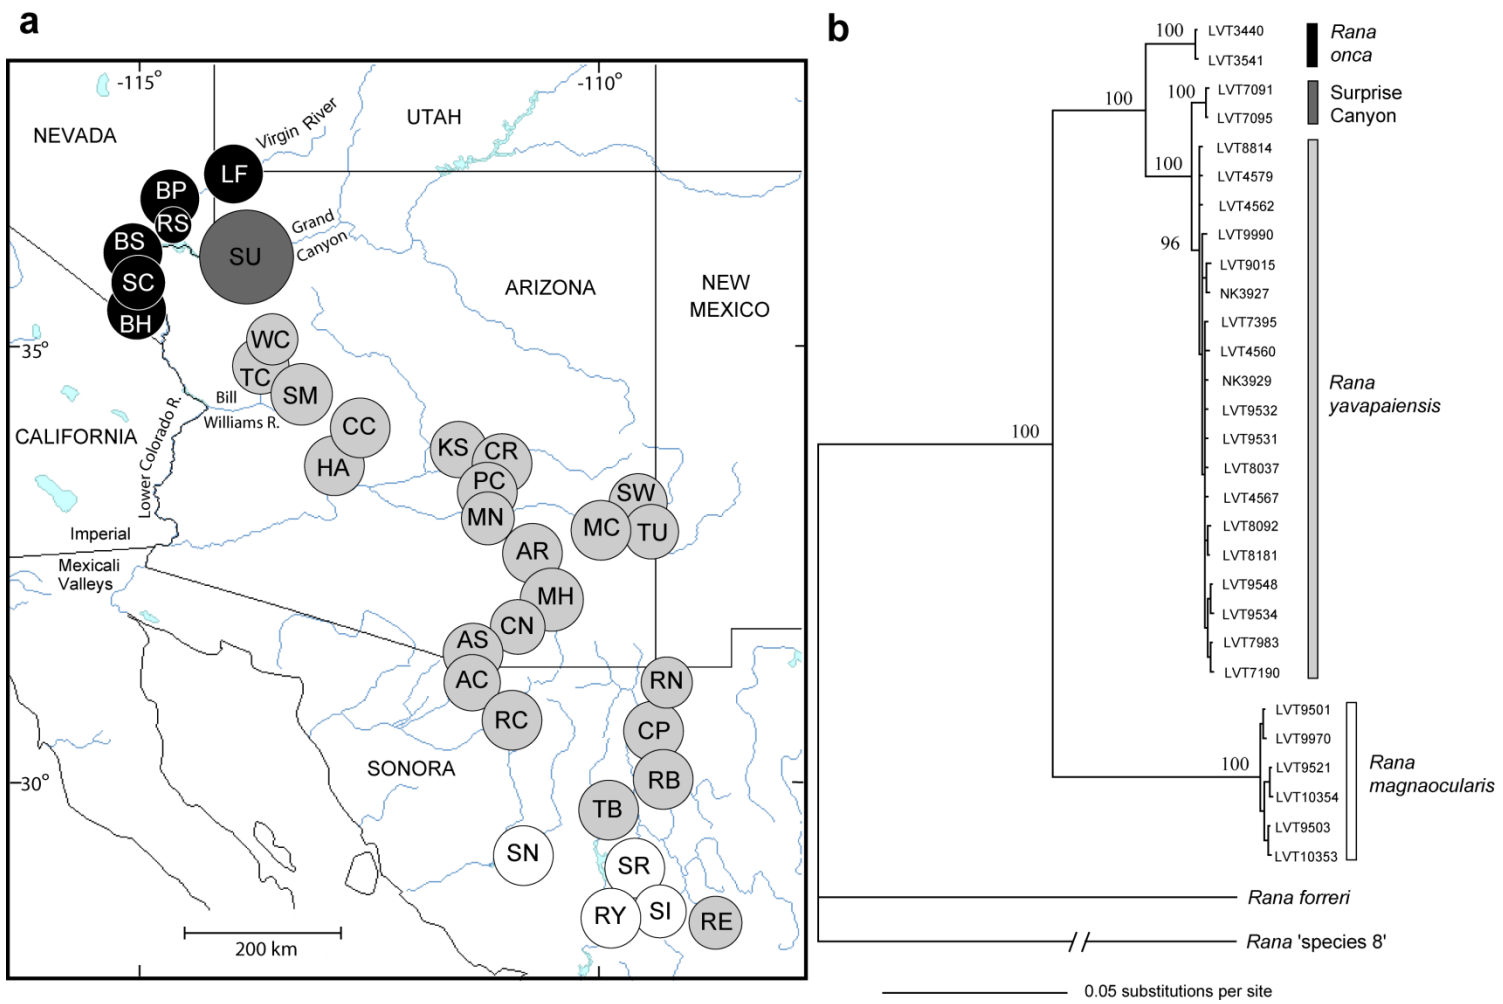 a
-115°
-110°
NEVADA
UTAH
Virgin River
LF
BP
RS
BS
SU
Grand
Canyon
SC
BH
ARIZONA
NEW
MEXICO
35°
WC
TC
SM
Bill
Williams R.
Lower Colorado R.
CALIFORNIA
CC
HA
KS
CR
PC
MN
SW
MC
TU
Imperial
Mexicali
Valleys
AR
MH
CN
AS
AC
RC
RN
CP
RB
SONORA
30°
TB
SN
SR
RY
SI
RE
200 km
b
100
LVT3440
LVT3541
Rana
onca
100
100
LVT7091
LVT7095
Surprise
Canyon
100
96
LVT8814
LVT4579
LVT4562
LVT9990
LVT9015
NK3927
LVT7395
LVT4560
NK3929
LVT9532
LVT9531
LVT8037
LVT4567
LVT8092
LVT8181
LVT9548
LVT9534
LVT7983
LVT7190
Rana
yavapaiensis
100
100
LVT9501
LVT9970
LVT9521
LVT10354
LVT9503
LVT10353
Rana
magnaocularis
Rana forreri
Rana 'species 8'
0.05 substitutions per site